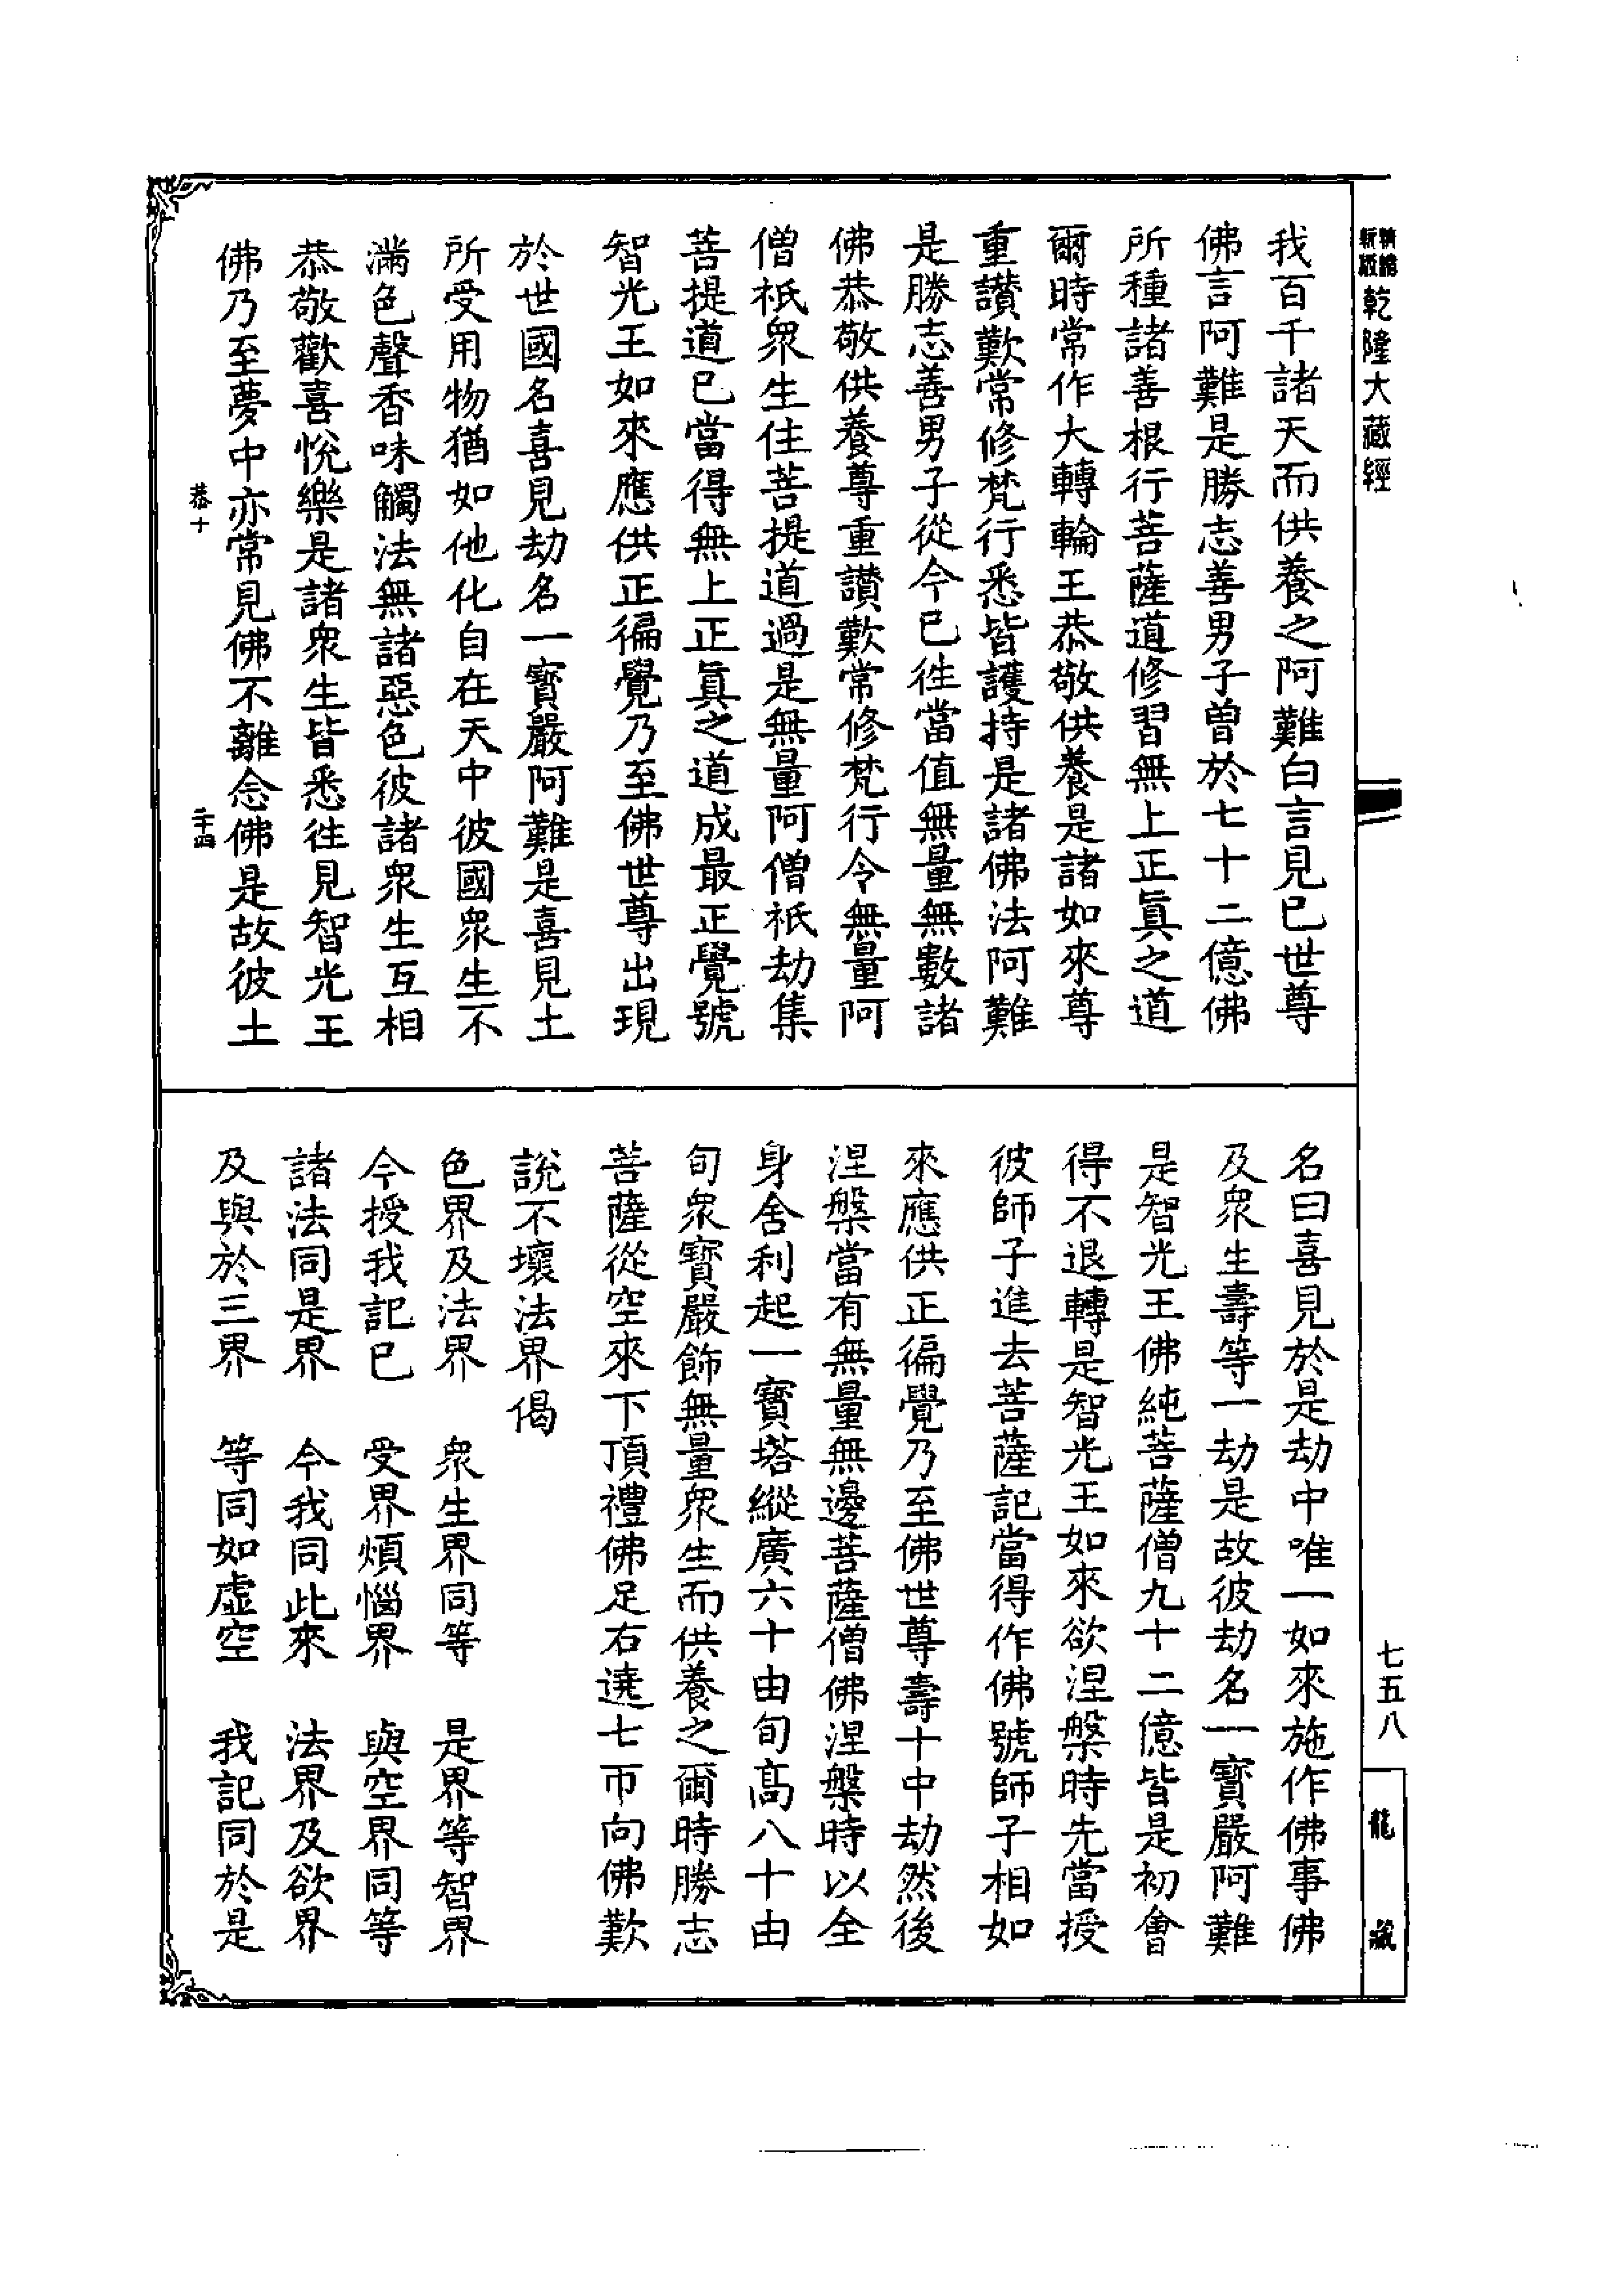 乾隆大藏經
我百千諸天而供養之阿難白言見已世尊
佛言阿難是勝志善男子曾於七十二億佛
所種諸善根行菩薩道修習無上正眞之道
爾時常作大轉輪王恭敬供養是諸如來尊
重讃歎常修梵行悉皆護持是諸佛法阿難
是勝志善男子從今已徃當值無量無數諸
佛恭敬供養尊重讃歎常修梵行令無量阿
僧祇衆生住菩提道過是無量阿僧祇劫集
菩提道已當得無上正眞之道成最正覺號
智光王如來應供正徧覺乃至佛世尊出現
於世國名喜見劫名一寶嚴阿難是喜見土
所受用物猶如他化自在天中彼國衆生不
滿色聲香味觸法無諸惡色彼諸衆生互相
恭敬歡喜悅樂是諸衆生皆悉徃見智光王
佛乃至夢中亦常見佛不離念佛是故彼土
恭十
二十四
名曰喜見於是劫中唯一如來施作佛事佛
及衆生壽等一劫是故彼劫名一寶嚴阿難
是智光王佛純菩薩僧九十二億皆是初會
得不退轉是智光王如來欲涅槃時先當授
彼師子進去菩薩記當得作佛號師子相如
來應供正徧覺乃至佛世尊壽十中劫然後
涅槃當有無量無邊菩薩僧佛涅槃時以全
身舍利起一寶塔縱廣六十由旬高八十由
旬衆寶嚴飾無量衆生而供養之爾時勝志
菩薩從空來下頂禮佛足右遶七帀向佛歎
說不壞法界偈
色界及法界　衆生界同等　是界等智界
今授我記已　受界煩惱界　與空界同等
諸法同是界　今我同此來　法界及欲界
及與於三界　等同如虛空　我記同於是
七五八
龍藏